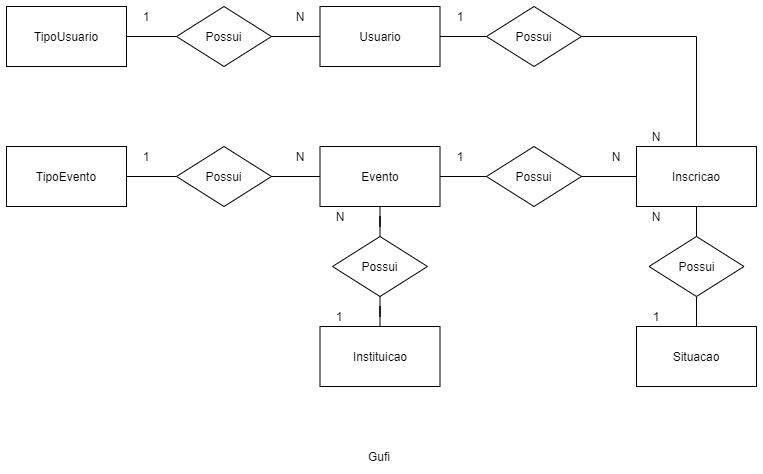 1
N
1
TipoUsuario
Possui
Usuario
Possui
N
1
N
1
N
TipoEvento
Possui
Evento
Possui
Inscricao
N
N
Possui
Possui
1
1
Instituicao
Situacao
Gufi